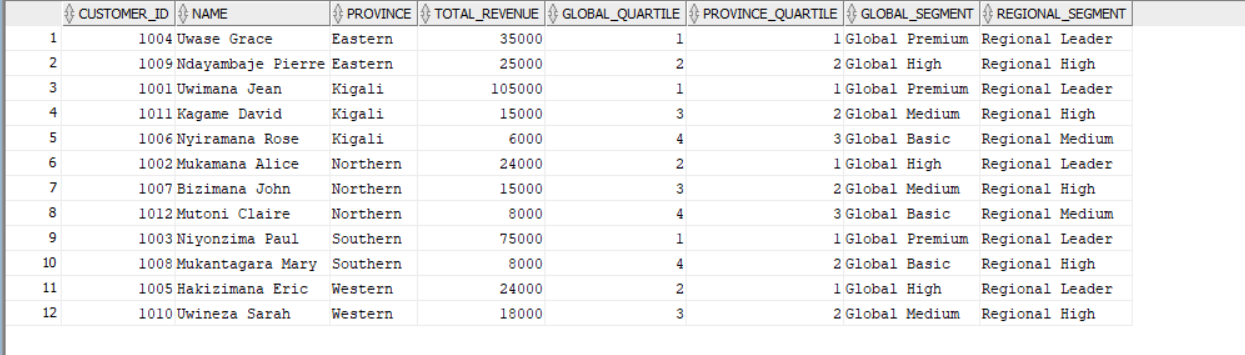 CUSTOMER_ID NAME PROVINCE TOTAL_REVENUE GLOBAL_QUARTILE PROVINCE_QUARTILE GLOBAL_SEGMENT REGIONAL_SEGMENT
1 1004 Uwase Grace Eastern 35000 1 1 Global Premium Regional Leader
2 1009 Ndayambaje Pierre Eastern 25000 2 2 Global High Regional High
3 1001 Uwimana Jean Kigali 105000 1 1 Global Premium Regional Leader
4 1011 Kagame David Kigali 15000 3 2 Global Medium Regional High
5 1006 Nyiramana Rose Kigali 6000 4 3 Global Basic Regional Medium
6 1002 Mukamana Alice Northern 24000 2 1 Global High Regional Leader
7 1007 Bizimana John Northern 15000 3 2 Global Medium Regional High
8 1012 Mutoni Claire Northern 8000 4 3 Global Basic Regional Medium
9 1003 Niyonzima Paul Southern 75000 1 1 Global Premium Regional Leader
10 1008 Mukantagara Mary Southern 8000 4 2 Global Basic Regional High
11 1005 Hakizimana Eric Western 24000 2 1 Global High Regional Leader
12 1010 Uwineza Sarah Western 18000 3 2 Global Medium Regional High